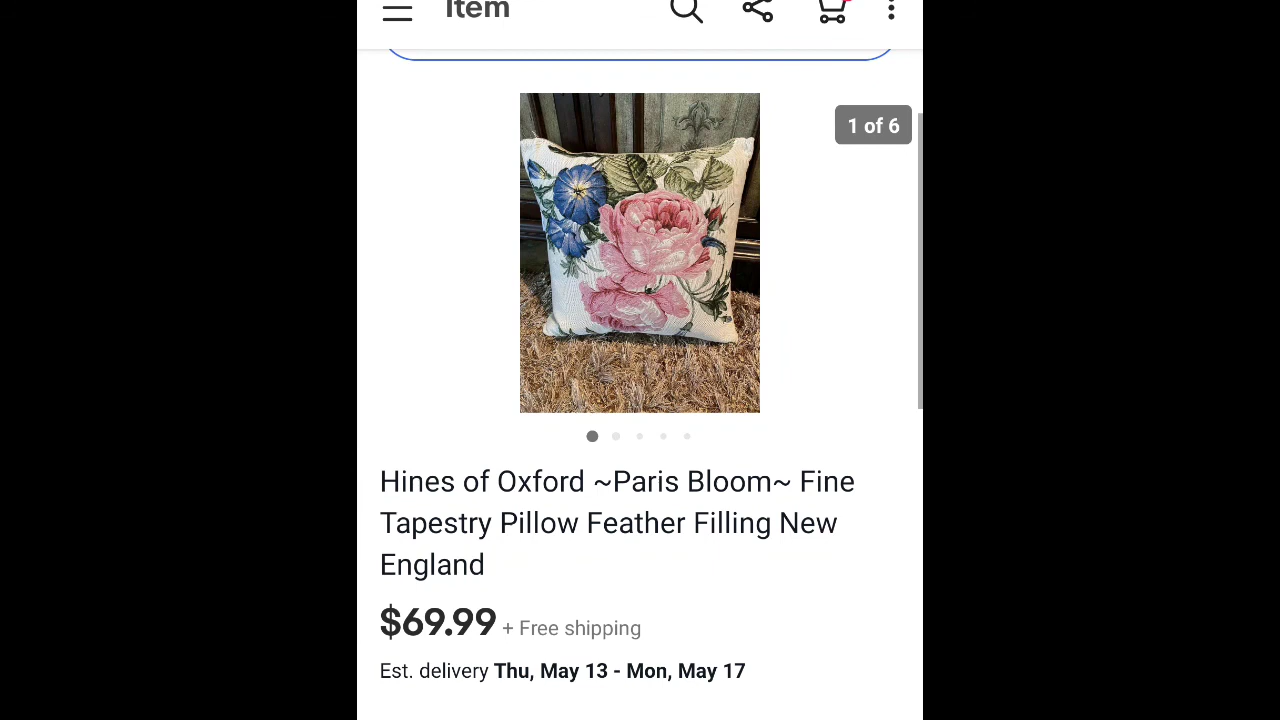 Item
1 of 6
Hines of Oxford ~Paris Bloom~ Fine
Tapestry Pillow Feather Filling New
England
$69.99 + Free shipping
Est. delivery Thu, May 13 - Mon, May 17